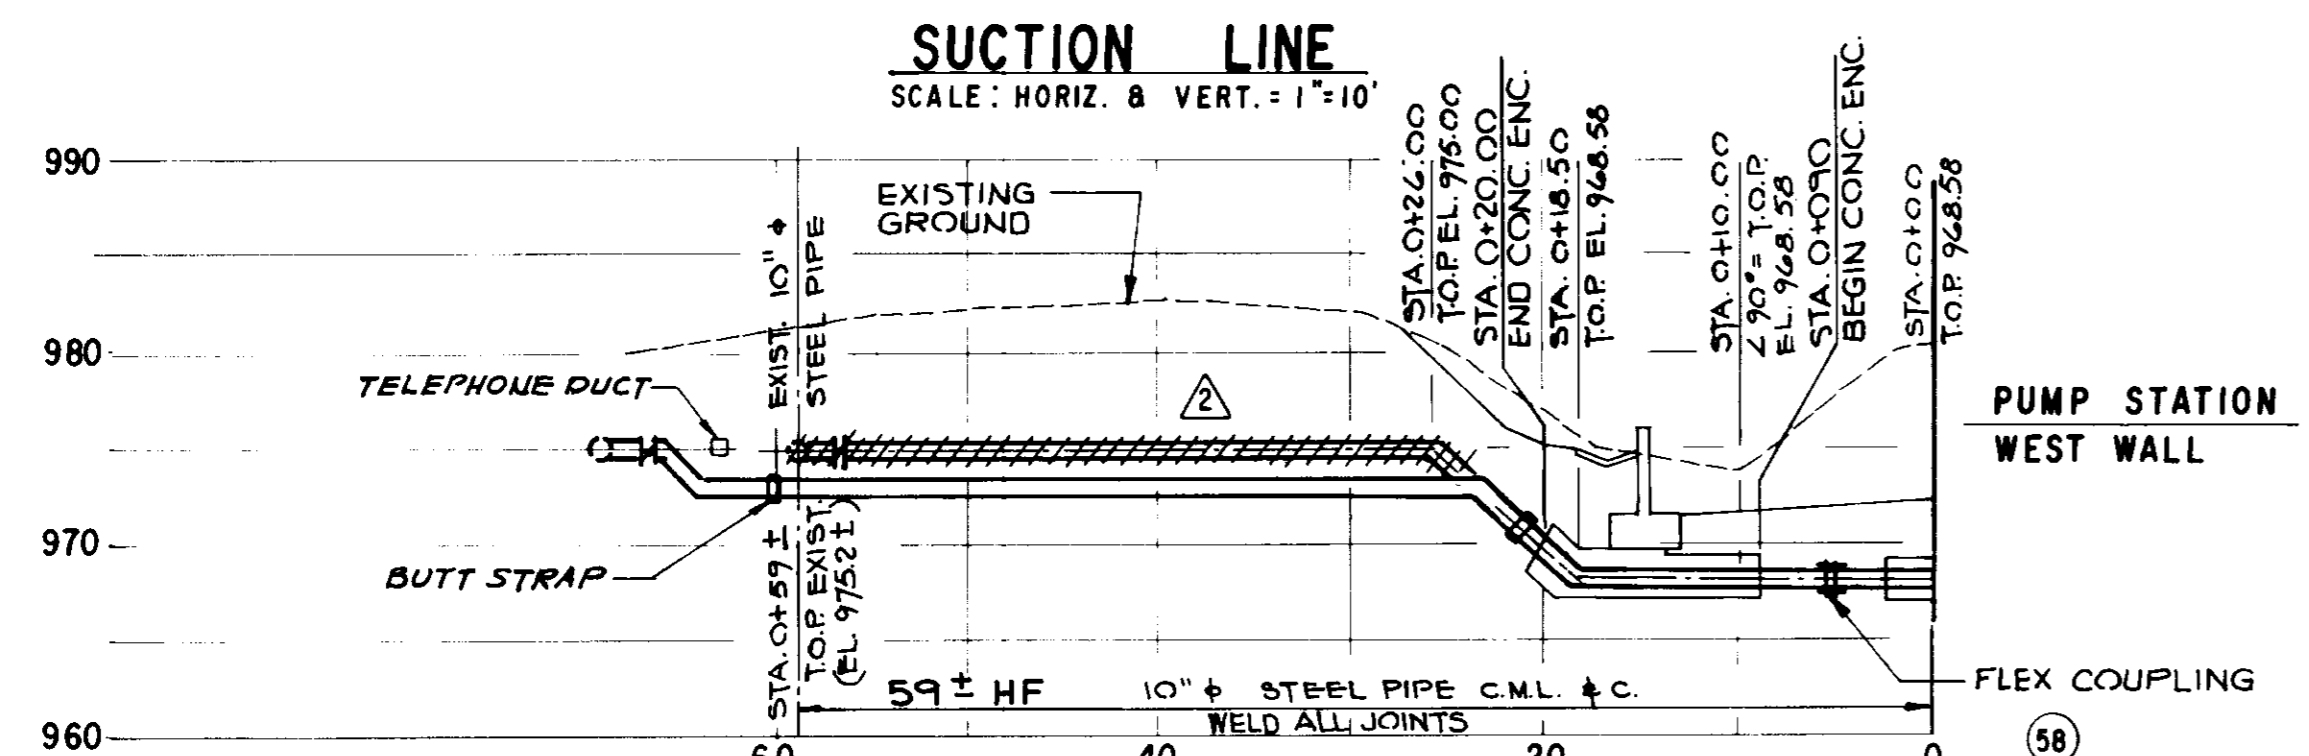 SUCTION LINE
SCALE: HORIZ. & VERT. = 1"=10'
990
980
970
960
EXISTING
GROUND
TELEPHONE DUCT
BUTT STRAP
EXIST. 10" ϕ
STEEL PIPE
STA. 0+59 ±
T.O.P. EXIST.
(EL 975.2 ±)
2
STA. 0+26.00
T.O.P. EL. 975.00
STA. 0+20.00
END CONC. ENC.
STA. 0+18.50
T.O.P. EL. 968.58
STA. 0+10.00
∠ 90° = T.O.P.
EL. 968.58
STA. 0+090
BEGIN CONC. ENC.
STA. 0+00
T.O.P. 968.58
PUMP STATION
WEST WALL
59 ± HF
10" ϕ STEEL PIPE C.M.L. & C.
WELD ALL JOINTS
FLEX COUPLING
58
60
40
20
0